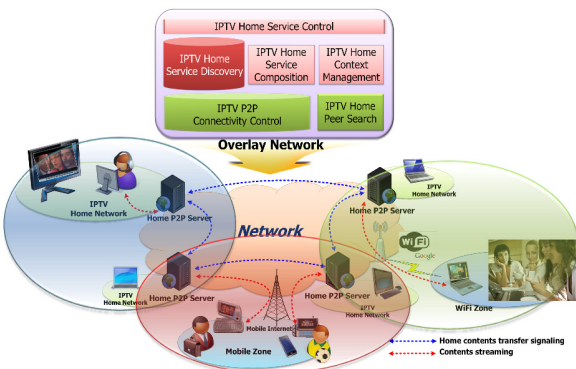 IPTV Home Service Control
IPTV Home
Service Discovery
IPTV Home
Service
Composition
IPTV Home
Context
Management
IPTV P2P
Connectivity Control
IPTV Home
Peer Search
Overlay Network
IPTV
Home Network
Home P2P Server
Home P2P Server
IPTV
Home Network
Network
WiFi
Google
IPTV
Home Network
Home P2P Server
Home P2P Server
IPTV
Home Network
WiFi Zone
Mobile Internet
Mobile Zone
Home contents transfer signaling
Contents streaming